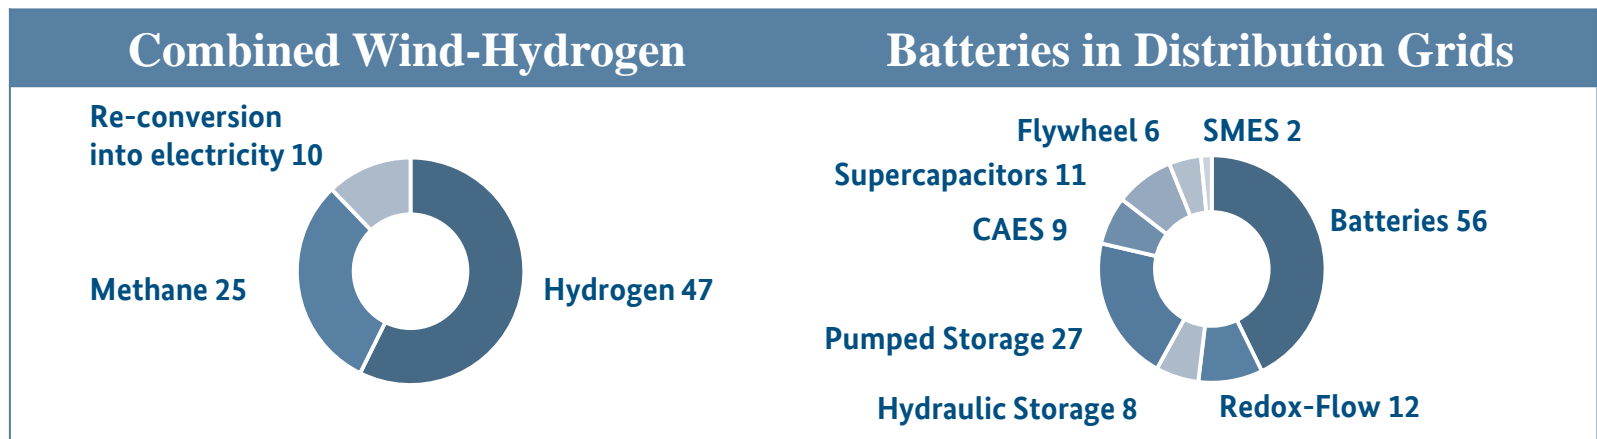 Combined Wind-Hydrogen
Re-conversion
into electricity 10
Methane 25
Hydrogen 47
Batteries in Distribution Grids
Flywheel 6
SMES 2
Supercapacitors 11
Batteries 56
CAES 9
Pumped Storage 27
Hydraulic Storage 8
Redox-Flow 12